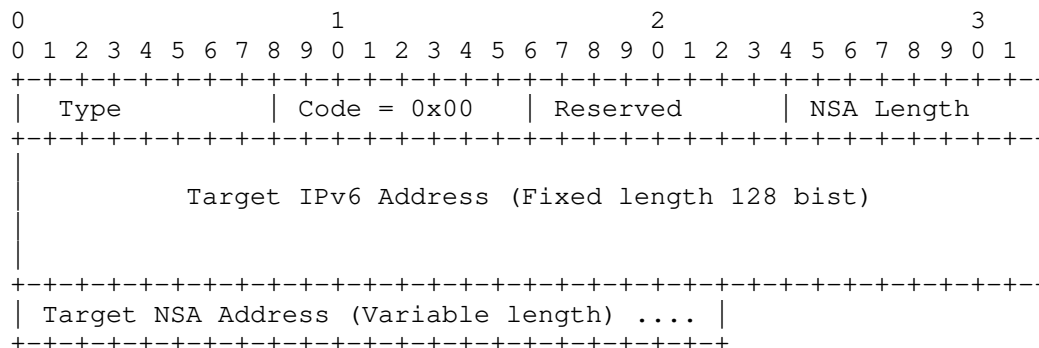 0                   1                   2                   3
0 1 2 3 4 5 6 7 8 9 0 1 2 3 4 5 6 7 8 9 0 1 2 3 4 5 6 7 8 9 0 1
+-+-+-+-+-+-+-+-+-+-+-+-+-+-+-+-+-+-+-+-+-+-+-+-+-+-+-+-+-+-+-+-
|  Type         | Code = 0x00   | Reserved      | NSA Length
+-+-+-+-+-+-+-+-+-+-+-+-+-+-+-+-+-+-+-+-+-+-+-+-+-+-+-+-+-+-+-+-
|
|          Target IPv6 Address (Fixed length 128 bist)
|
|
+-+-+-+-+-+-+-+-+-+-+-+-+-+-+-+-+-+-+-+-+-+-+-+-+-+-+-+-+-+-+-+-
| Target NSA Address (Variable length) .... |
+-+-+-+-+-+-+-+-+-+-+-+-+-+-+-+-+-+-+-+-+-+-+